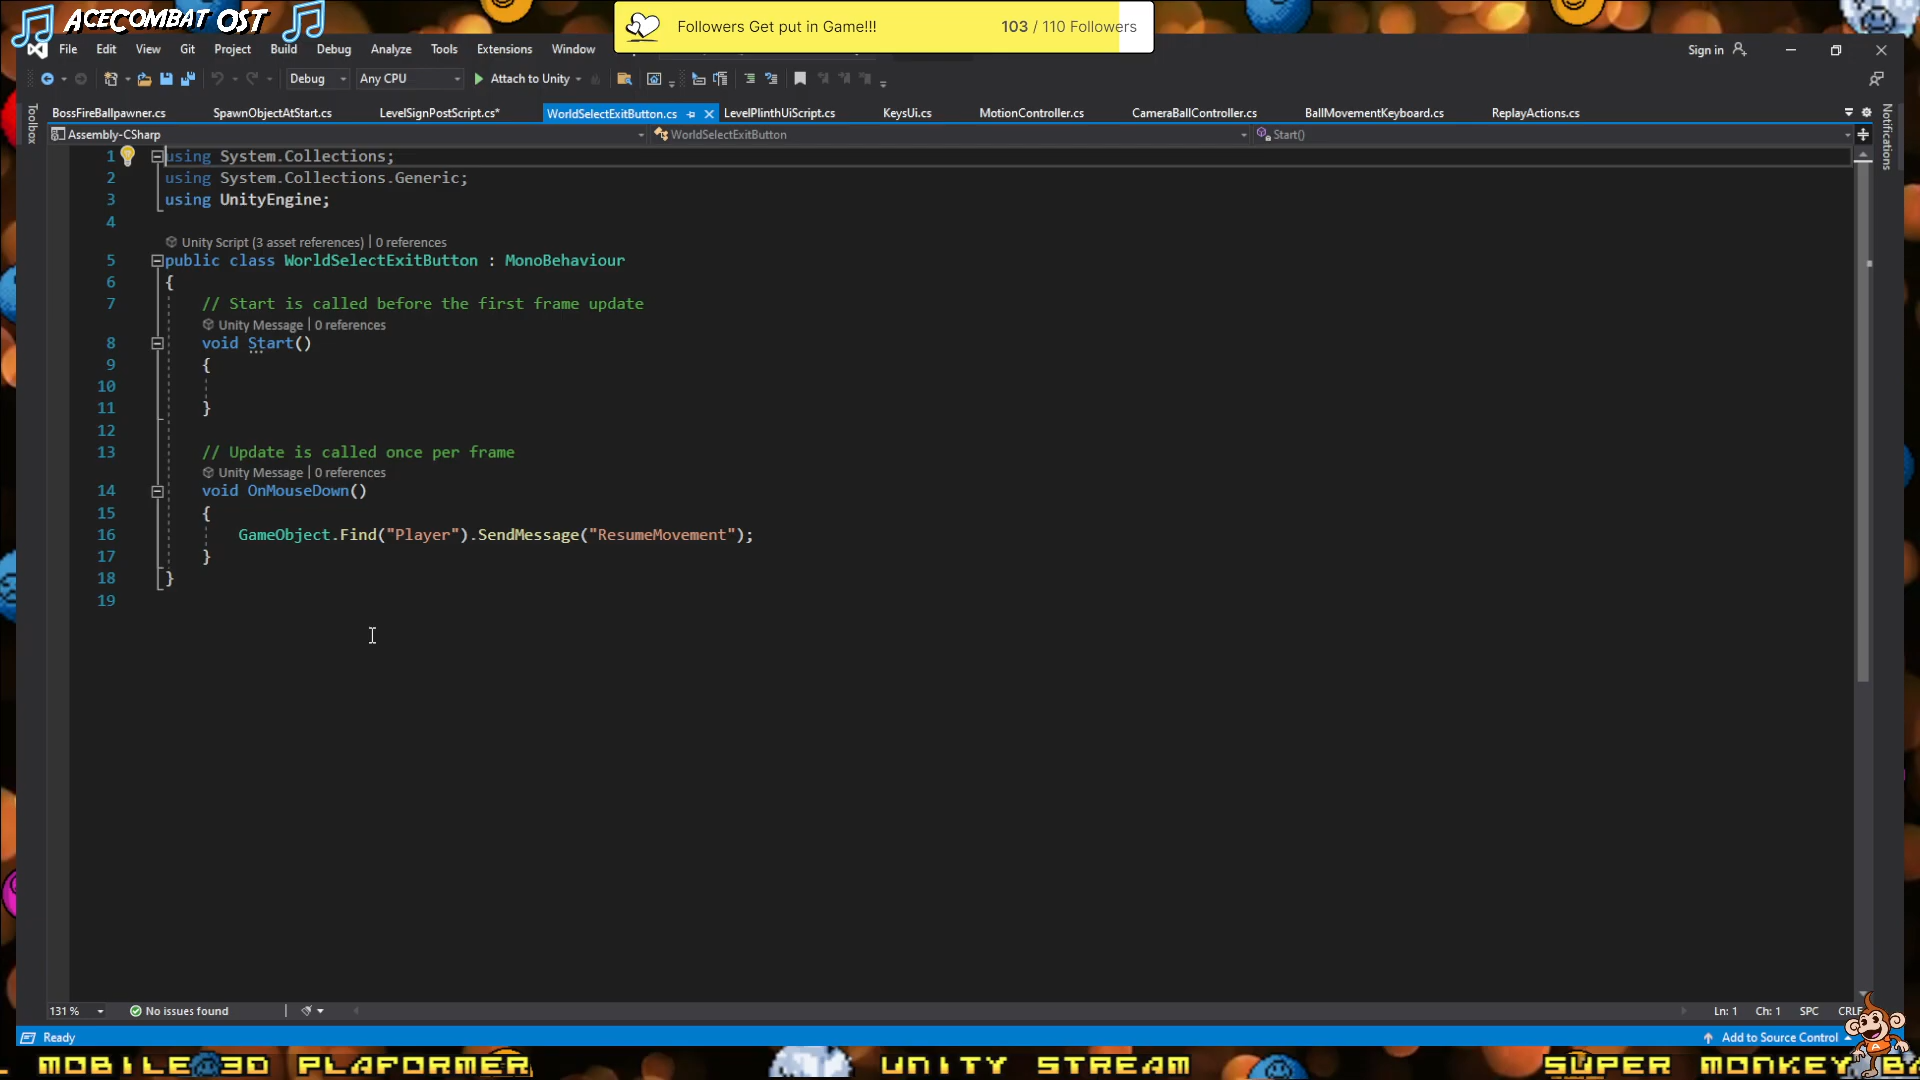 ACECOMBAT OST
Followers Get put in Game!!! 103 / 110 Followers
File Edit View Git Project Build Debug Test Analyze Tools Extensions Window
Sign in
Debug Any CPU Attach to Unity
BossFireBallpawner.cs SpawnObjectAtStart.cs LevelSignPostScript.cs* WorldSelectExitButton.cs LevelPlinthUiScript.cs KeysUi.cs MotionController.cs CameraBallController.cs BallMovementKeyboard.cs ReplayActions.cs
Toolbox
Notifications
Assembly-CSharp WorldSelectExitButton Start()
1 using System.Collections;
2 using System.Collections.Generic;
3 using UnityEngine;
4
Unity Script (3 asset references) | 0 references
5 public class WorldSelectExitButton : MonoBehaviour
6 {
7 // Start is called before the first frame update
Unity Message | 0 references
8 void Start()
9 {
10
11 }
12
13 // Update is called once per frame
Unity Message | 0 references
14 void OnMouseDown()
15 {
16 GameObject.Find("Player").SendMessage("ResumeMovement");
17 }
18 }
19
131 % No issues found Ln: 1 Ch: 1 SPC CRLF
Ready Add to Source Control
MOBILE 3D PLAFORMER UNITY STREAM SUPER MONKEY BA